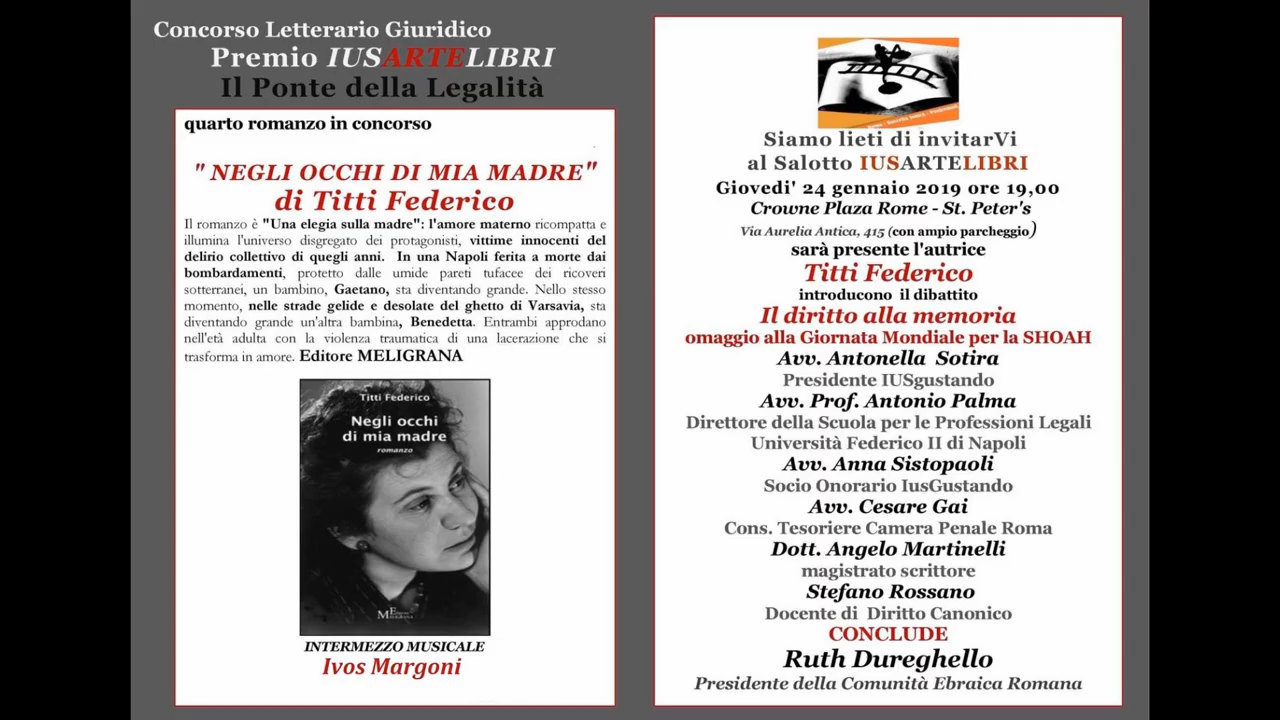 Concorso Letterario Giuridico
Premio IUSARTELIBRI
Il Ponte della Legalità
quarto romanzo in concorso
" NEGLI OCCHI DI MIA MADRE"
di Titti Federico
Il romanzo è "Una elegia sulla madre": l'amore materno ricompatta e
illumina l'universo disgregato dei protagonisti, vittime innocenti del
delirio collettivo di quegli anni. In una Napoli ferita a morte dai
bombardamenti, protetto dalle umide pareti tufacee dei ricoveri
sotterranei, un bambino, Gaetano, sta diventando grande. Nello stesso
momento, nelle strade gelide e desolate del ghetto di Varsavia, sta
diventando grande un'altra bambina, Benedetta. Entrambi approdano
nell'età adulta con la violenza traumatica di una lacerazione che si
trasforma in amore. Editore MELIGRANA
Titti Federico
Negli occhi
di mia madre
romanzo
INTERMEZZO MUSICALE
Ivos Margoni
Siamo lieti di invitarVi
al Salotto IUSARTELIBRI
Giovedi' 24 gennaio 2019 ore 19,00
Crowne Plaza Rome - St. Peter's
Via Aurelia Antica, 415 (con ampio parcheggio)
sarà presente l'autrice
Titti Federico
introducono il dibattito
Il diritto alla memoria
omaggio alla Giornata Mondiale per la SHOAH
Avv. Antonella Sotira
Presidente IUSgustando
Avv. Prof. Antonio Palma
Direttore della Scuola per le Professioni Legali
Università Federico II di Napoli
Avv. Anna Sistopaoli
Socio Onorario IusGustando
Avv. Cesare Gai
Cons. Tesoriere Camera Penale Roma
Dott. Angelo Martinelli
magistrato scrittore
Stefano Rossano
Docente di Diritto Canonico
CONCLUDE
Ruth Dureghello
Presidente della Comunità Ebraica Romana